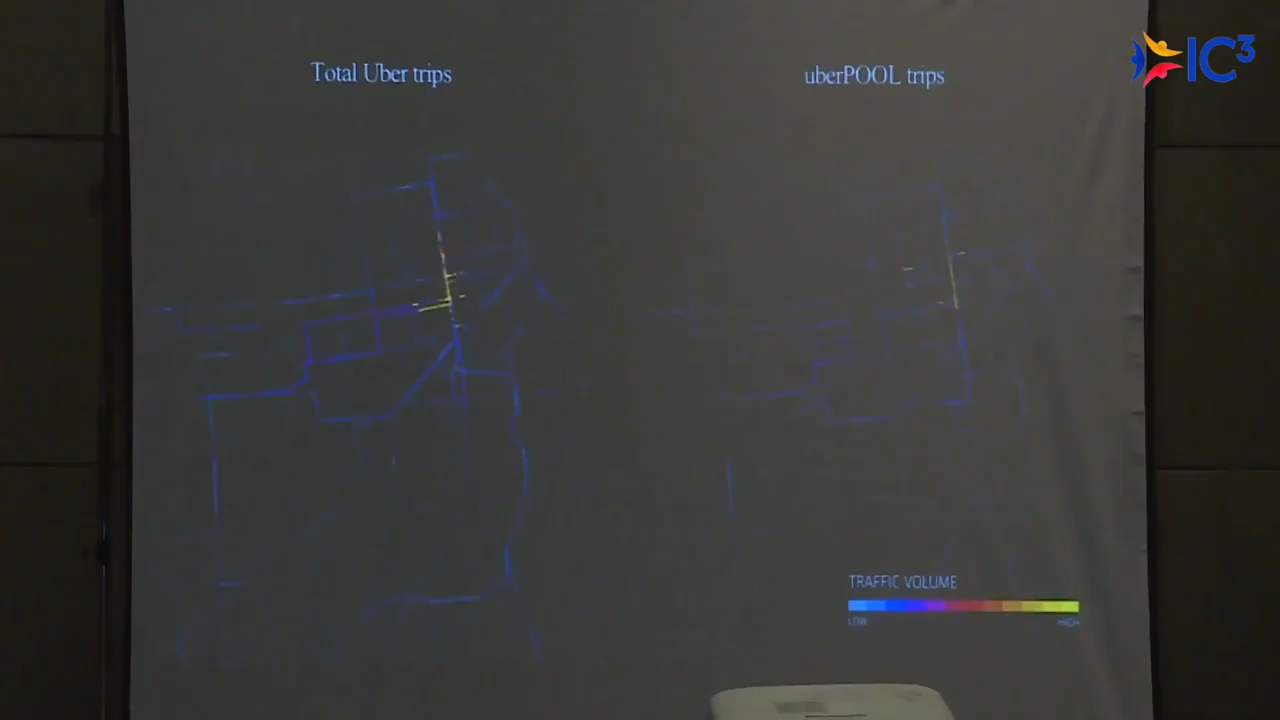 Total Uber trips
uberPOOL trips
IC3
TRAFFIC VOLUME
LOW
HIGH